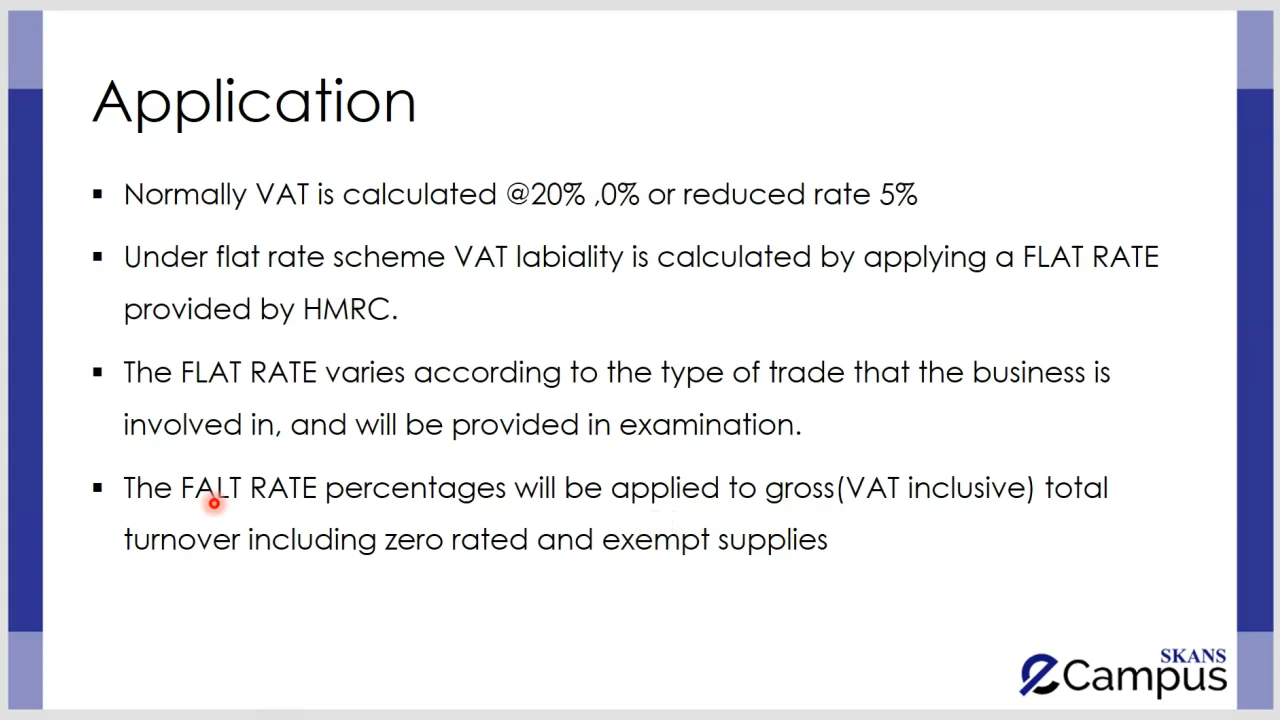 Application
▪ Normally VAT is calculated @20% ,0% or reduced rate 5%
▪ Under flat rate scheme VAT labiality is calculated by applying a FLAT RATE
provided by HMRC.
▪ The FLAT RATE varies according to the type of trade that the business is
involved in, and will be provided in examination.
▪ The FALT RATE percentages will be applied to gross(VAT inclusive) total
turnover including zero rated and exempt supplies
SKANS
eCampus